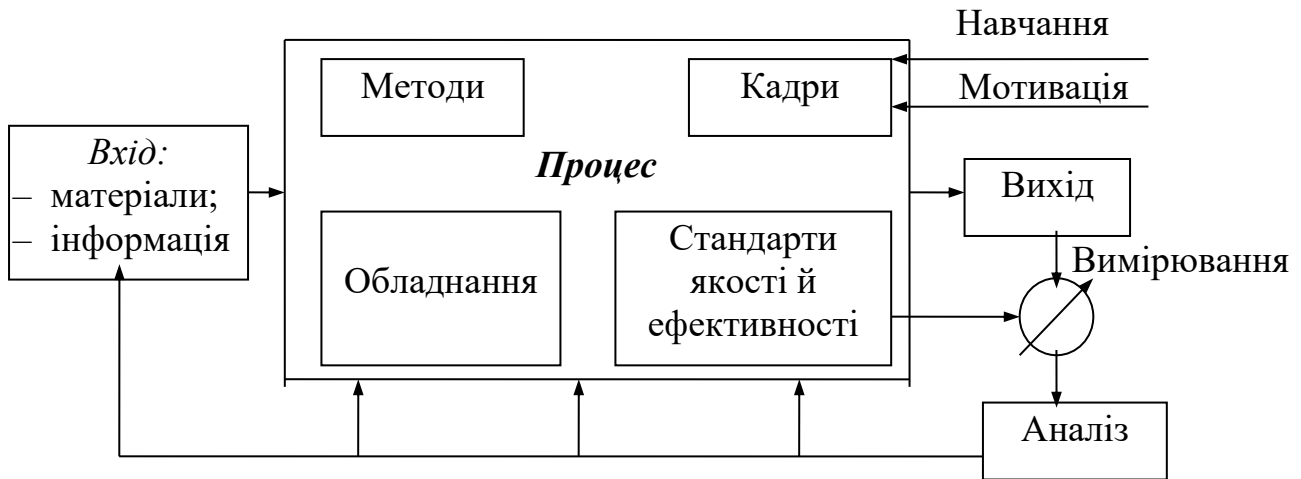 Навчання
Методи
Кадри
Мотивація
Вхід:
– матеріали;
– інформація
Процес
Вихід
Обладнання
Стандарти
якості й
ефективності
Вимірювання
Аналіз